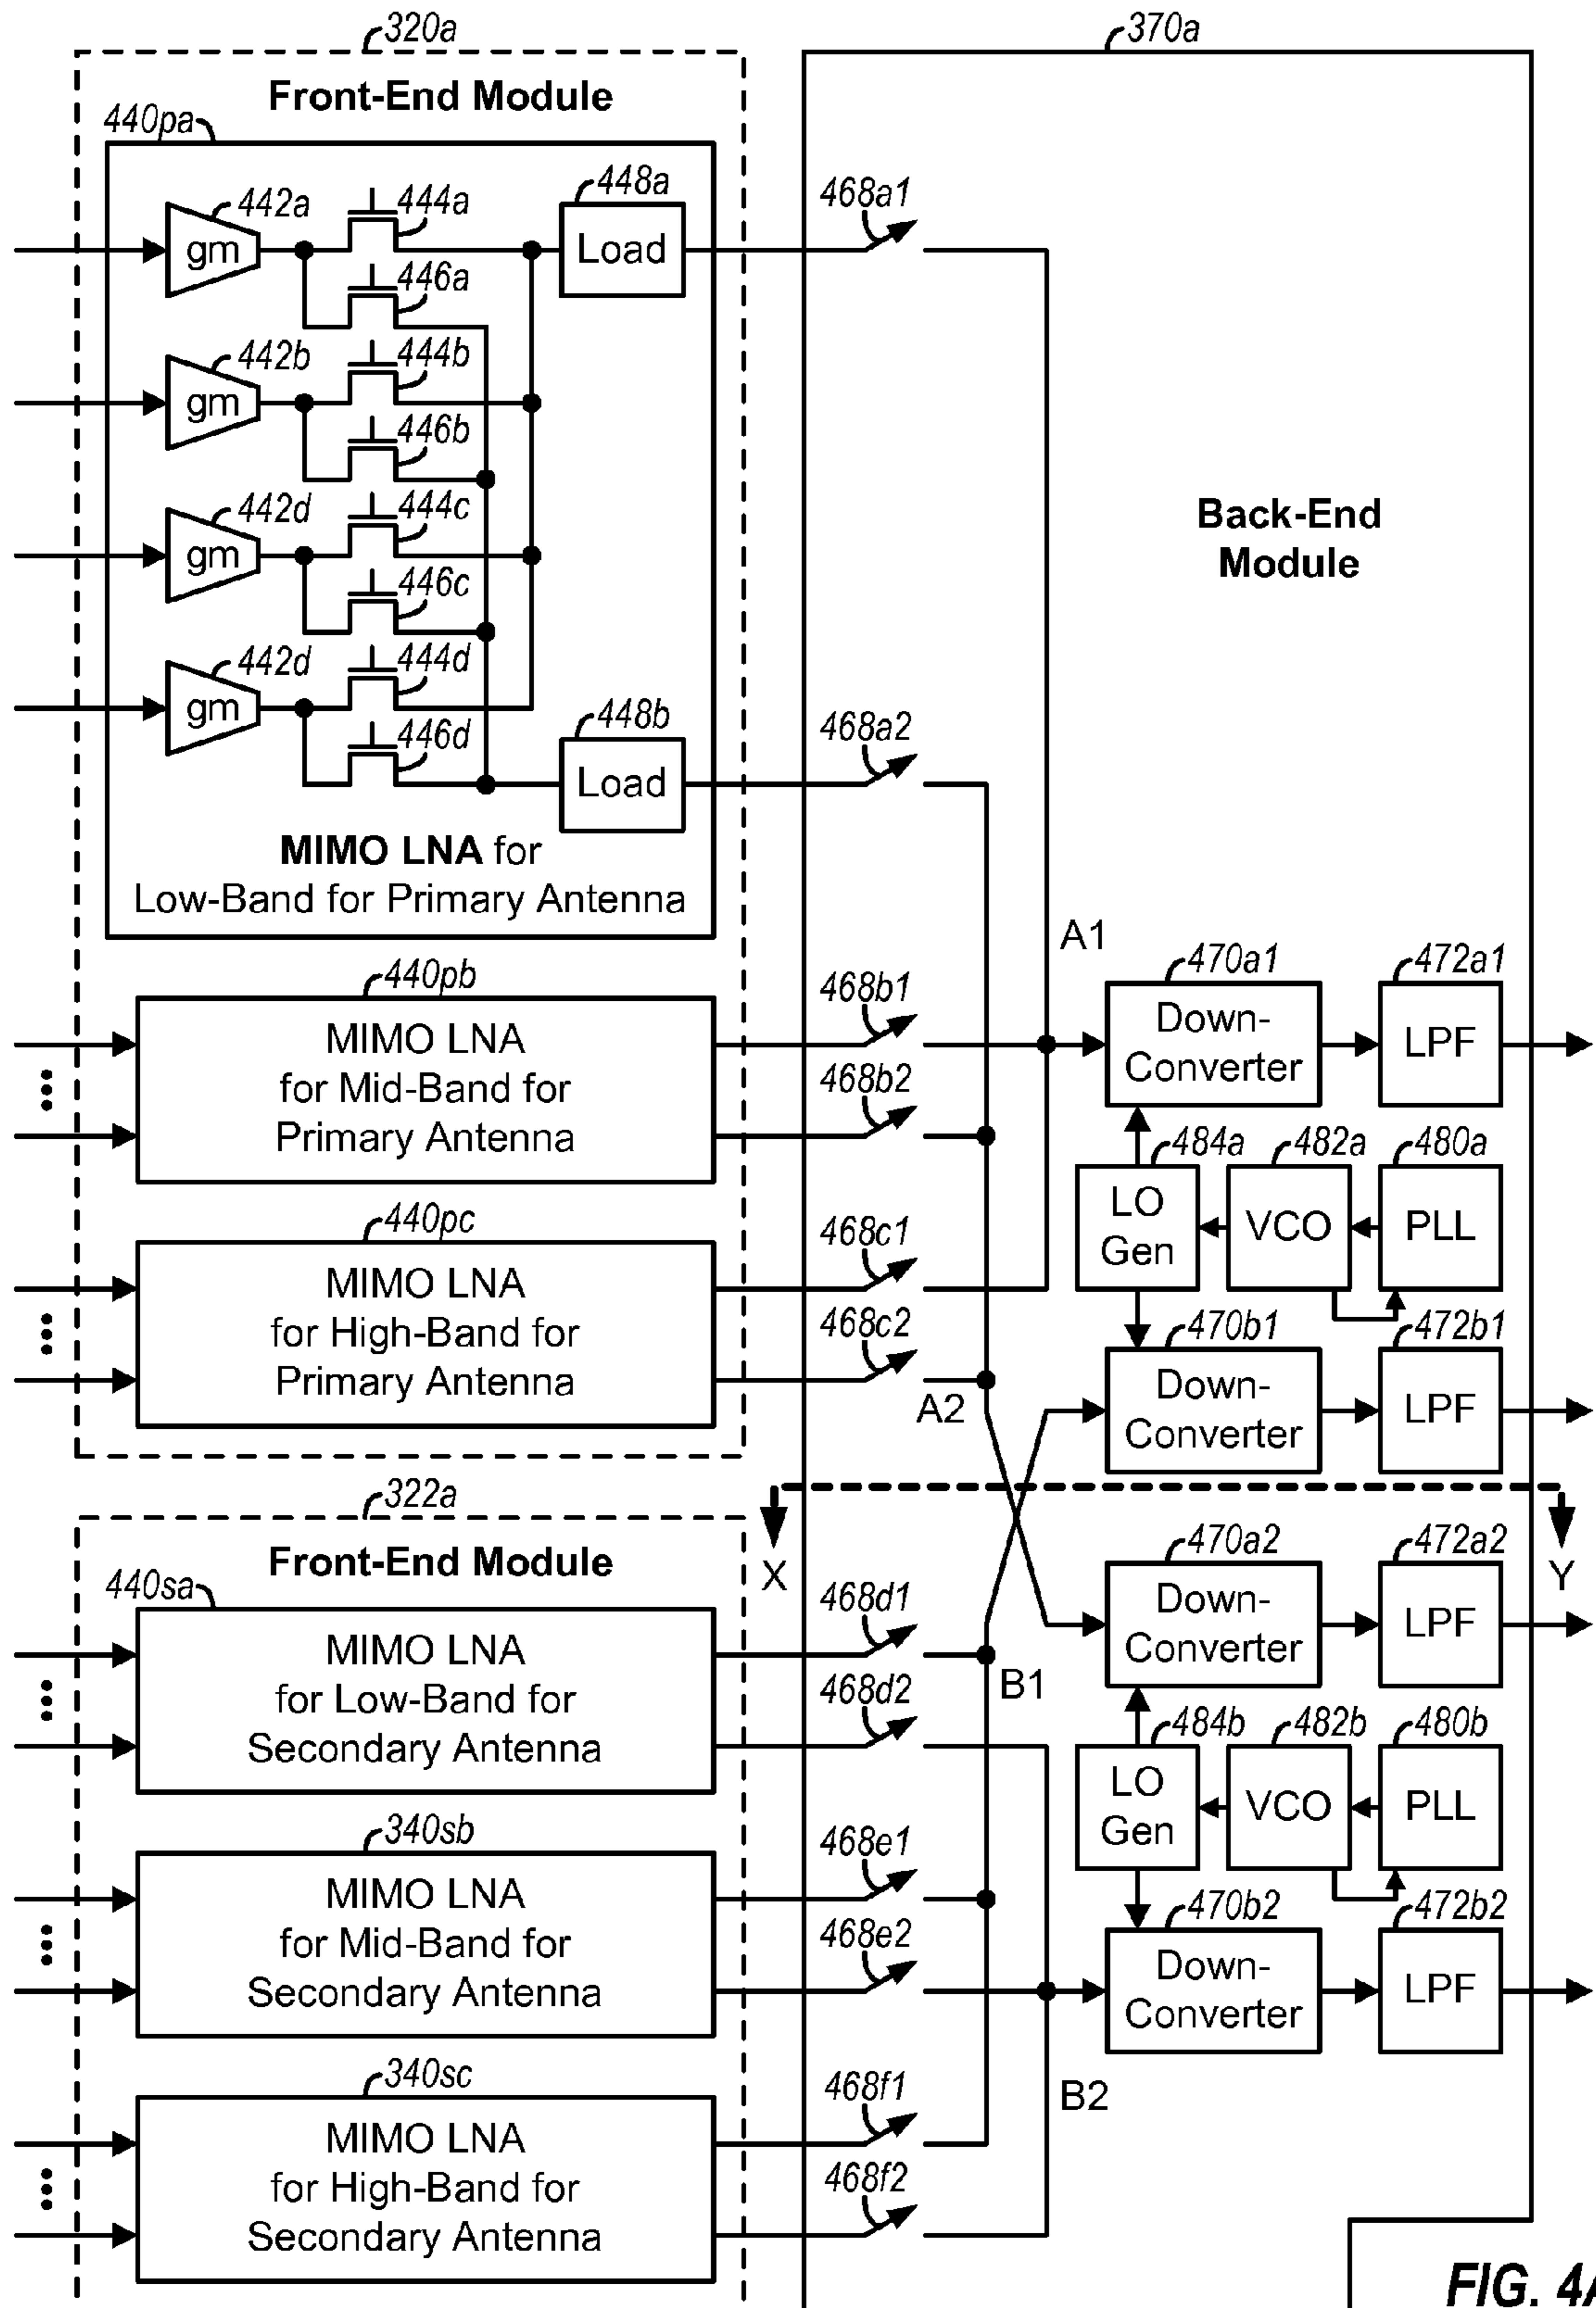 320a
370a
Front-End Module
440pa
442a
444a
448a
468a1
gm
Load
446a
442b
444b
gm
446b
442d
444c
Back-End
Module
gm
446c
442d
444d
gm
448b
468a2
446d
Load
MIMO LNA for
Low-Band for Primary Antenna
A1
440pb
468b1
470a1
472a1
MIMO LNA
for Mid-Band for
Primary Antenna
Down-
Converter
LPF
468b2
484a
482a
480a
LO
Gen
VCO
PLL
440pc
468c1
MIMO LNA
for High-Band for
Primary Antenna
468c2
470b1
472b1
A2
Down-
Converter
LPF
322a
X
Y
Front-End Module
440sa
468d1
470a2
472a2
MIMO LNA
for Low-Band for
Secondary Antenna
Down-
Converter
LPF
B1
468d2
484b
482b
480b
LO
Gen
VCO
PLL
340sb
468e1
MIMO LNA
for Mid-Band for
Secondary Antenna
468e2
470b2
472b2
Down-
Converter
LPF
340sc
468f1
B2
MIMO LNA
for High-Band for
Secondary Antenna
468f2
FIG. 4A